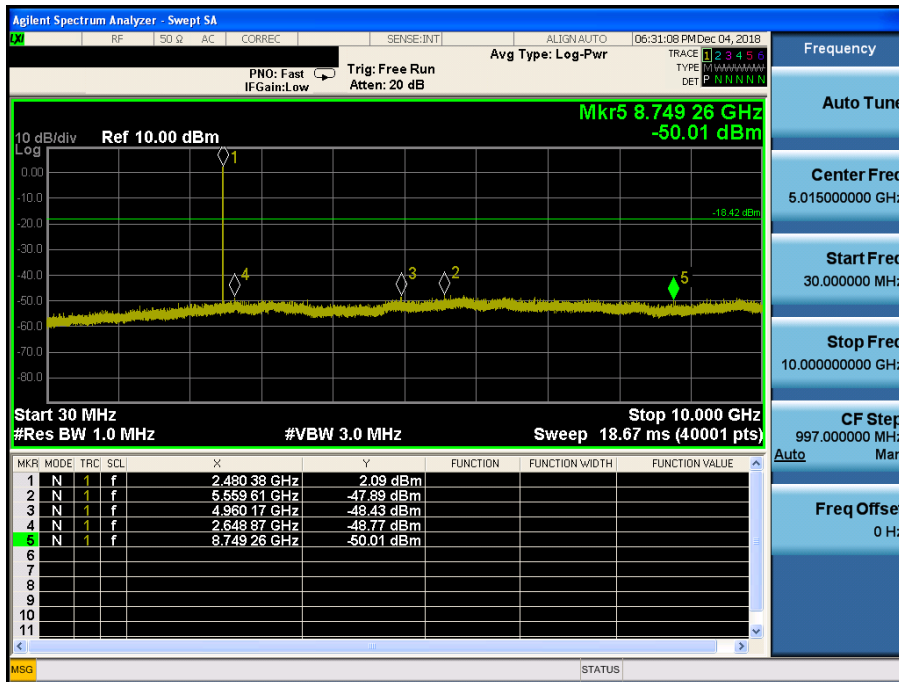 Agilent Spectrum Analyzer - Swept SA
LXI RF 50 Ω AC CORREC SENSE:INT ALIGNAUTO 06:31:08 PM Dec 04, 2018
Avg Type: Log-Pwr TRACE 1 2 3 4 5 6
PNO: Fast Trig: Free Run TYPE M WWWWW
IFGain:Low Atten: 20 dB DET P N N N N N
Mkr5 8.749 26 GHz
10 dB/div Ref 10.00 dBm -50.01 dBm
Log
1
0.00
-10.0
-18.42 dBm
-20.0
-30.0
-40.0
4 3 2 5
-50.0
-60.0
-70.0
-80.0
Start 30 MHz Stop 10.000 GHz
#Res BW 1.0 MHz #VBW 3.0 MHz Sweep 18.67 ms (40001 pts)
MKR MODE TRC SCL X Y FUNCTION FUNCTION WIDTH FUNCTION VALUE
1 N 1 f 2.480 38 GHz 2.09 dBm
2 N 1 f 5.559 61 GHz -47.89 dBm
3 N 1 f 4.960 17 GHz -48.43 dBm
4 N 1 f 2.648 87 GHz -48.77 dBm
5 N 1 f 8.749 26 GHz -50.01 dBm
6
7
8
9
10
11
MSG STATUS
Frequency
Auto Tune
Center Freq
5.015000000 GHz
Start Freq
30.000000 MHz
Stop Freq
10.000000000 GHz
CF Step
997.000000 MHz
Auto Man
Freq Offset
0 Hz